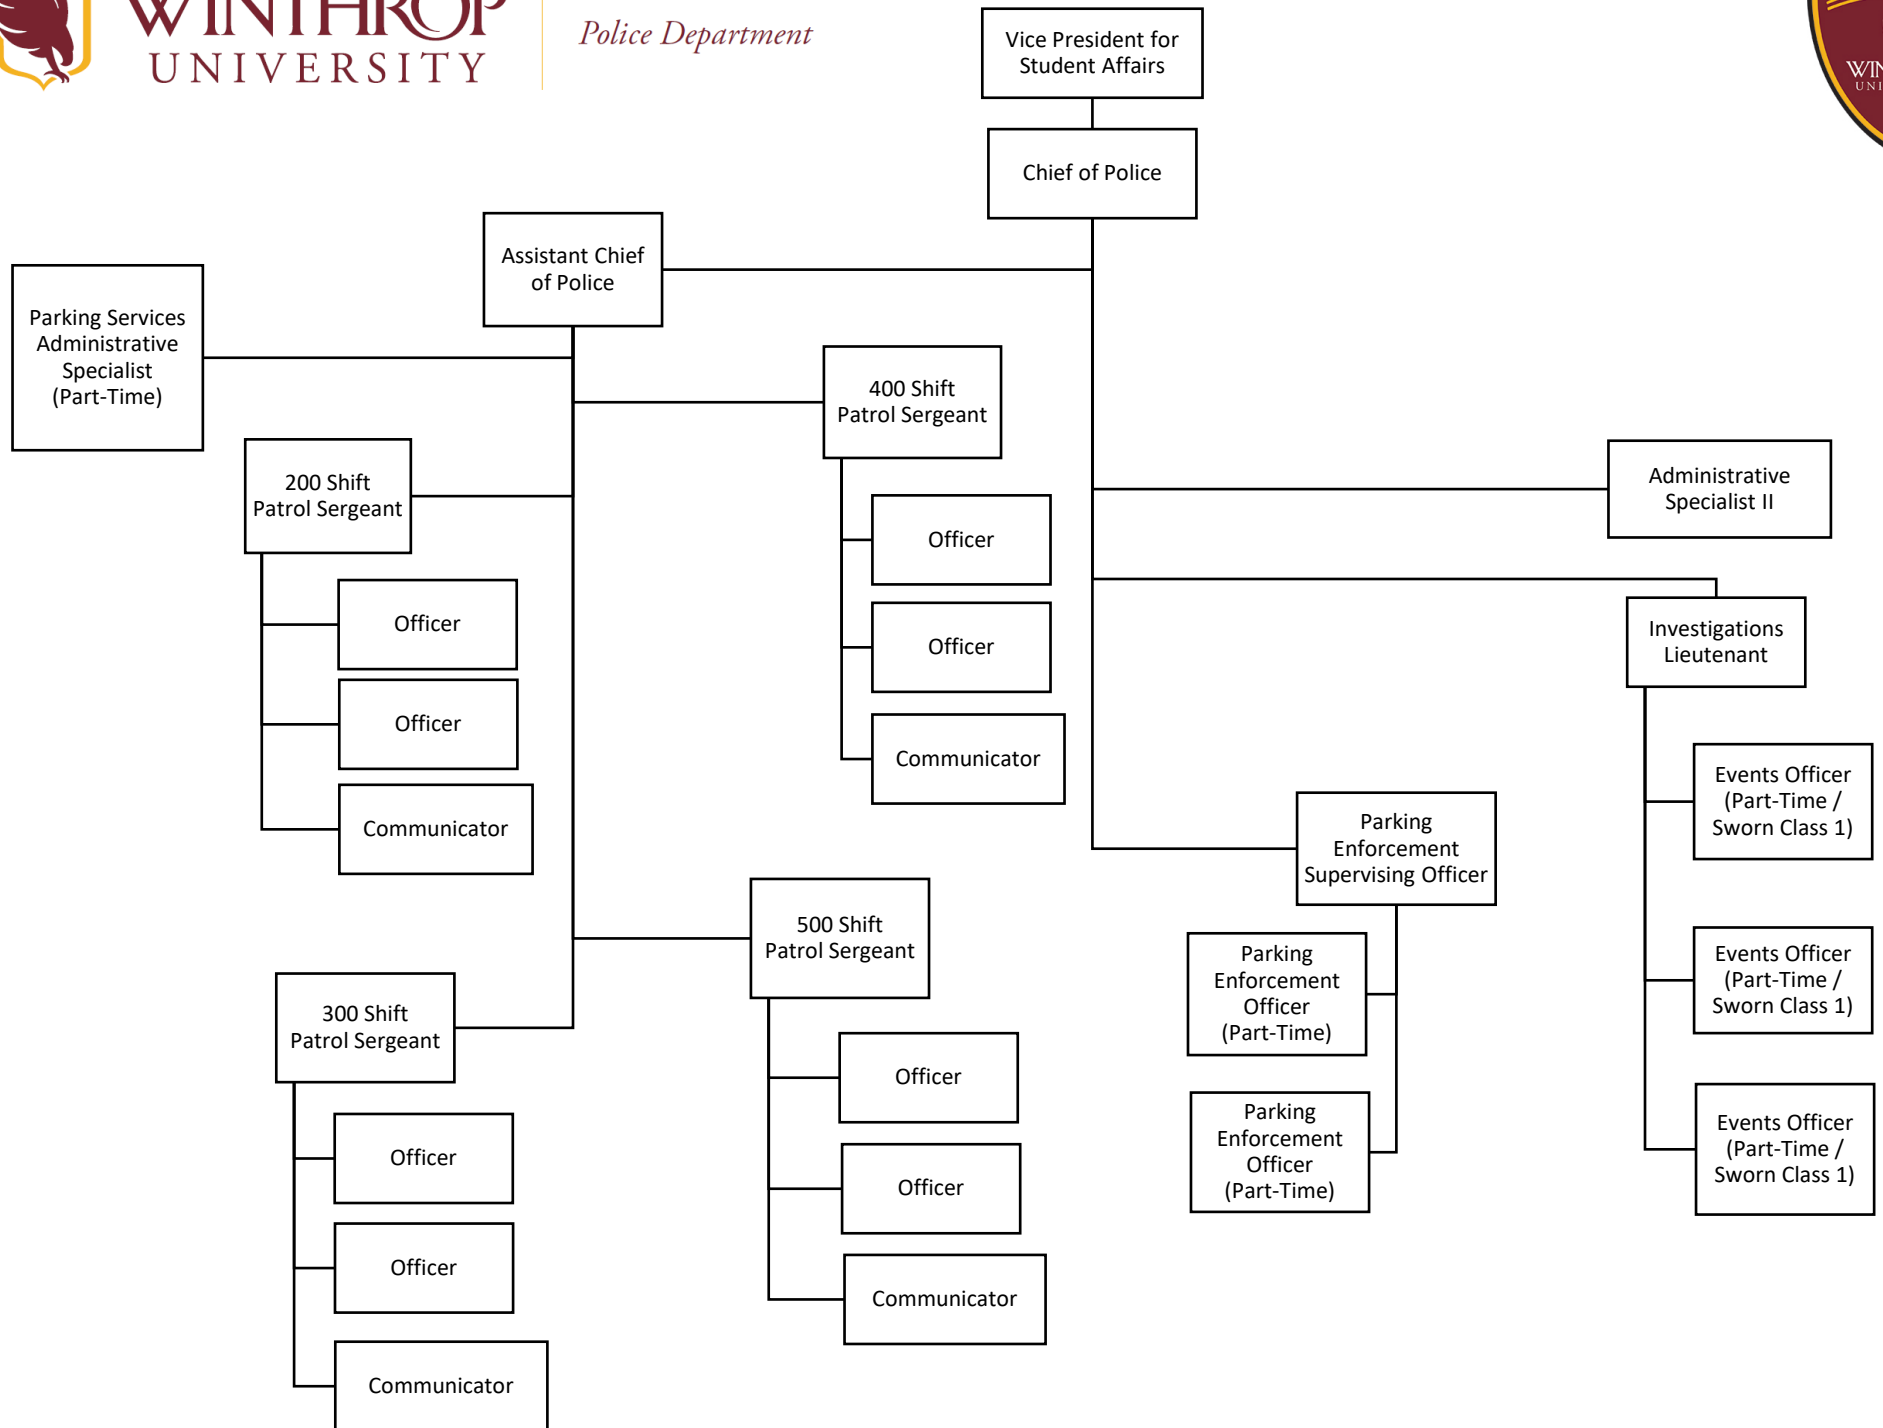 WINTHROP
UNIVERSITY
Police Department
Vice President for
Student Affairs
Chief of Police
Assistant Chief
of Police
Parking Services
Administrative
Specialist
(Part-Time)
400 Shift
Patrol Sergeant
200 Shift
Patrol Sergeant
Administrative
Specialist II
Officer
Officer
Communicator
Officer
Officer
Communicator
Investigations
Lieutenant
Events Officer
(Part-Time /
Sworn Class 1)
Events Officer
(Part-Time /
Sworn Class 1)
Events Officer
(Part-Time /
Sworn Class 1)
Parking
Enforcement
Supervising Officer
Parking
Enforcement
Officer
(Part-Time)
Parking
Enforcement
Officer
(Part-Time)
500 Shift
Patrol Sergeant
Officer
Officer
Communicator
300 Shift
Patrol Sergeant
Officer
Officer
Communicator